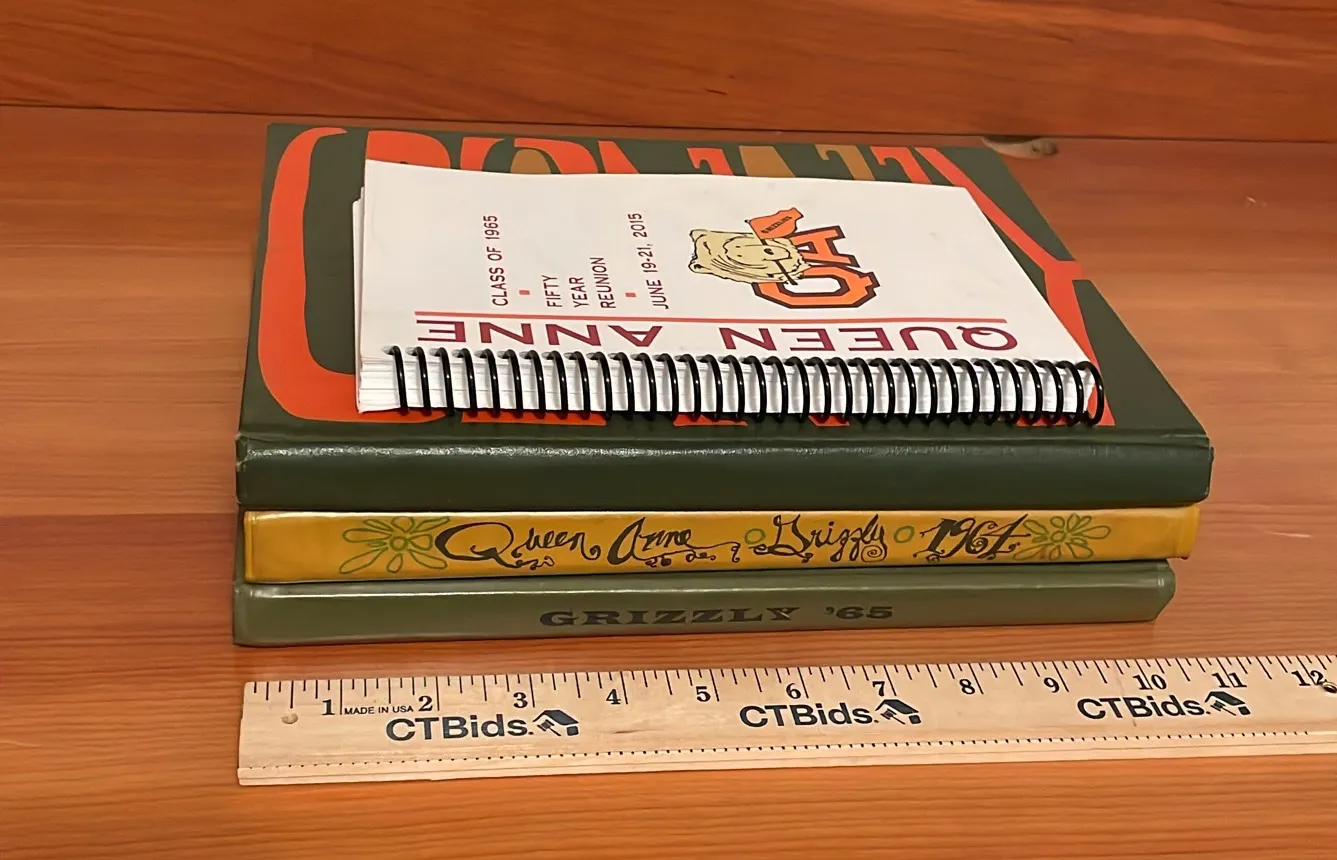 QUEEN ANNE
CLASS OF 1965
FIFTY
YEAR
REUNION
JUNE 19-21, 2015
GRIZZLIES
QA
Queen Anne Grizzly 1964
GRIZZLY '65
1 MADE IN USA 2 3 4 5 6 7 8 9 10 11 12
CTBids. CTBids. CTBids.